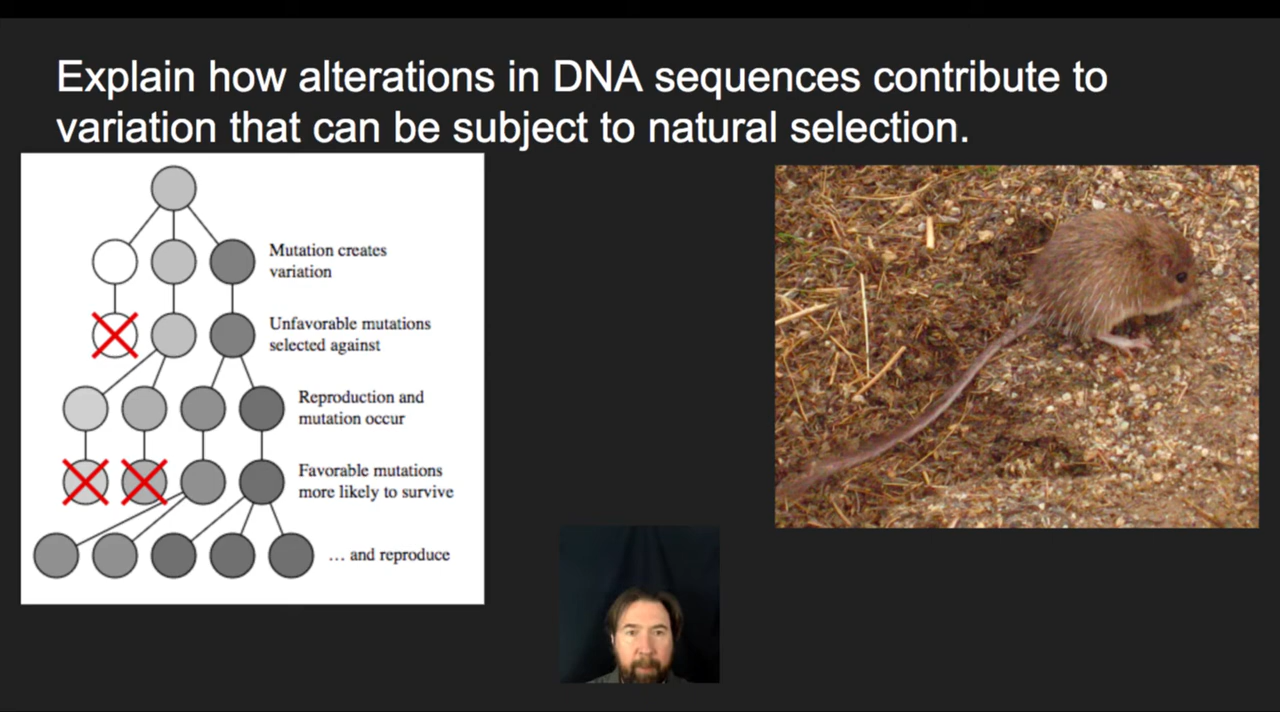 Explain how alterations in DNA sequences contribute to
variation that can be subject to natural selection.
Mutation creates
variation
Unfavorable mutations
selected against
Reproduction and
mutation occur
Favorable mutations
more likely to survive
... and reproduce